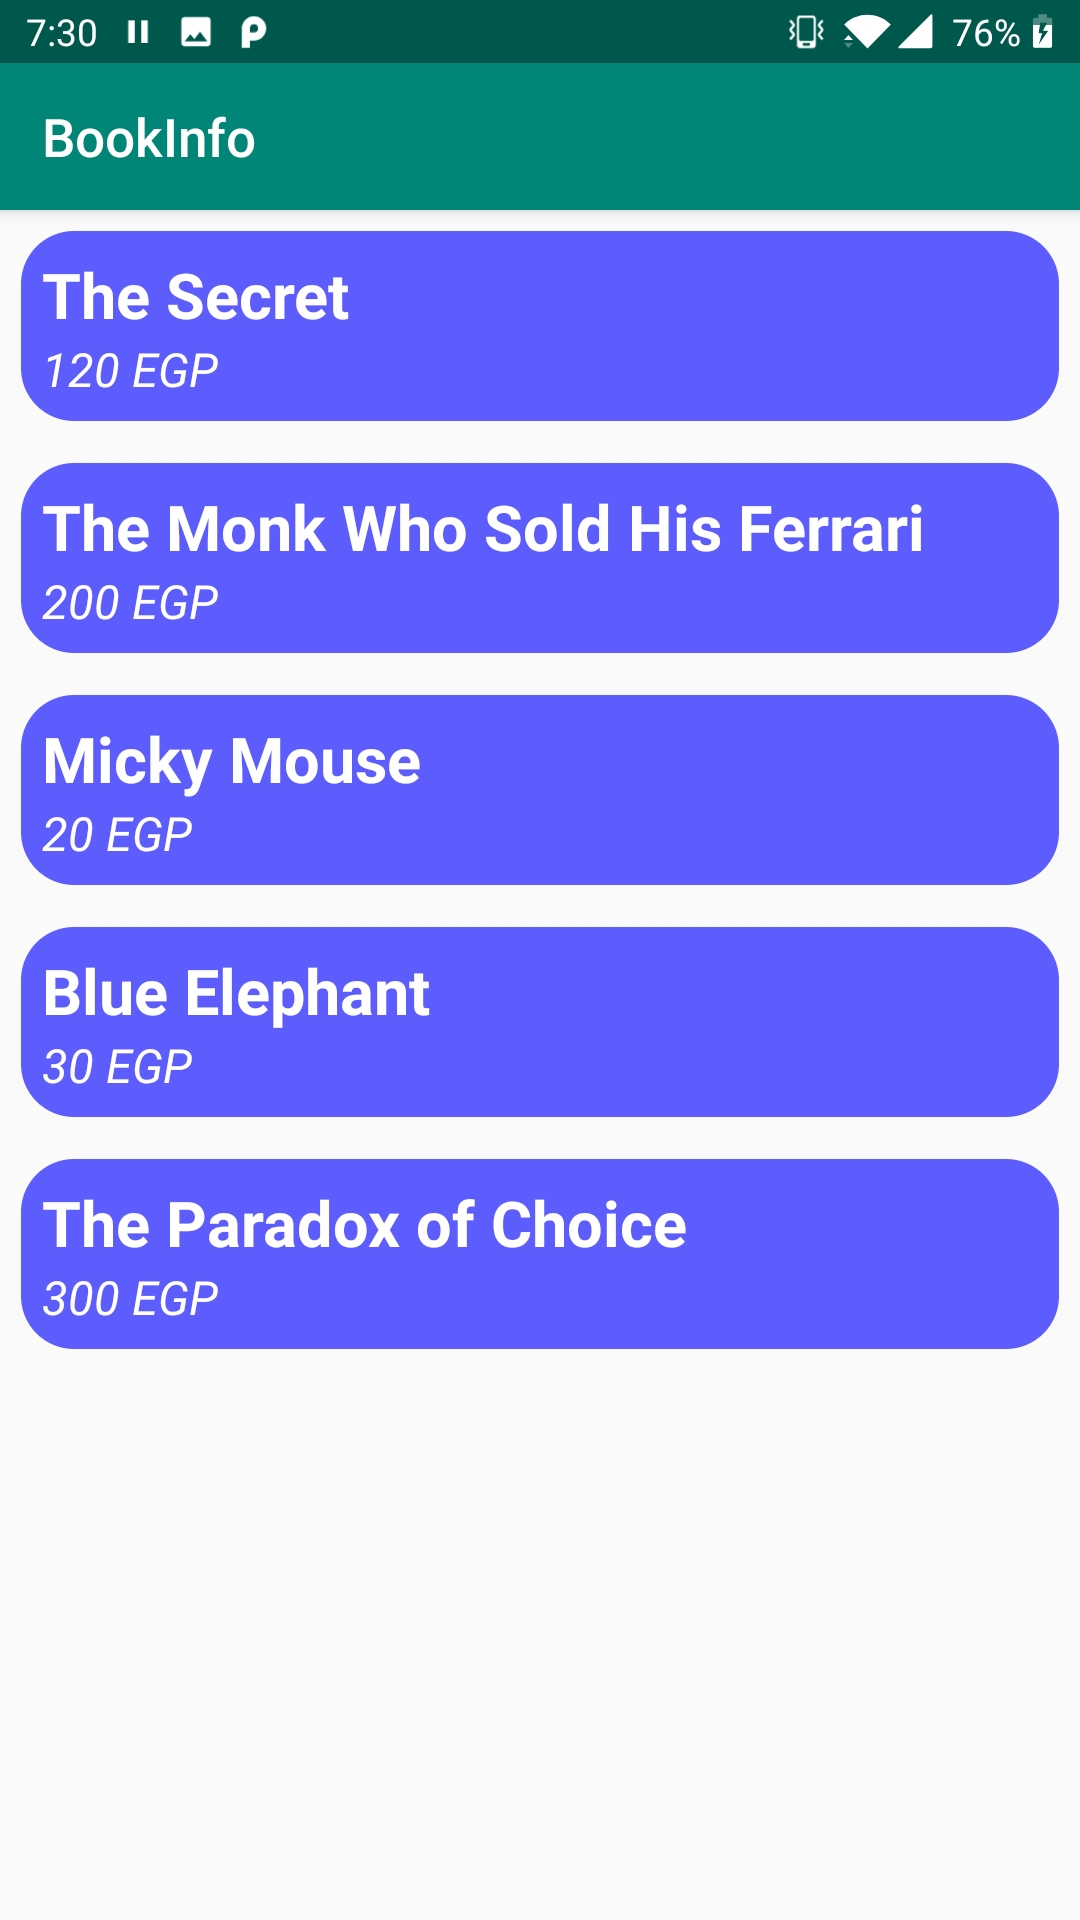 7:30 76%
BookInfo
The Secret
120 EGP
The Monk Who Sold His Ferrari
200 EGP
Micky Mouse
20 EGP
Blue Elephant
30 EGP
The Paradox of Choice
300 EGP